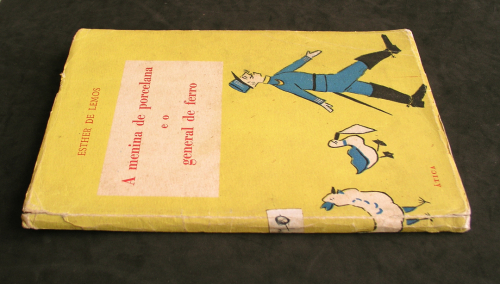 ESTHER DE LEMOS
A menina de porcelana
e o
general de ferro
ÁTICA